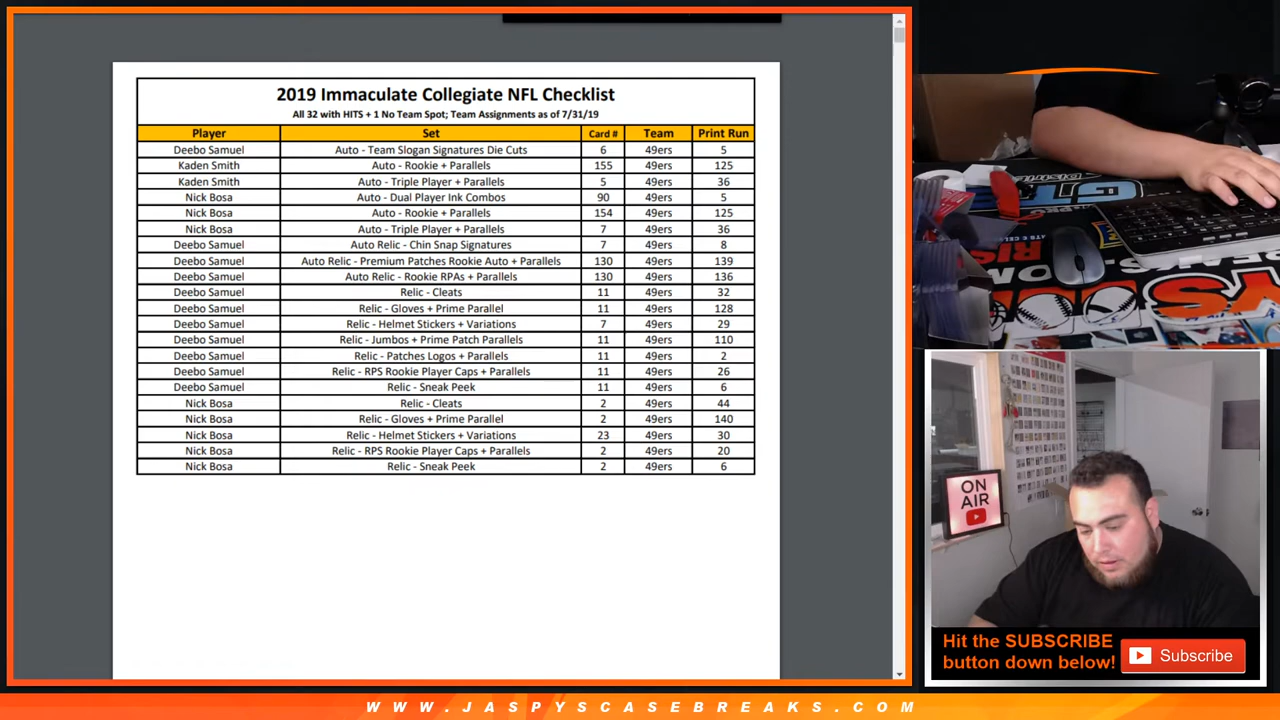 2019 Immaculate Collegiate NFL Checklist
All 32 with HITS + 1 No Team Spot; Team Assignments as of 7/31/19
Player Set Card # Team Print Run
Deebo Samuel Auto - Team Slogan Signatures Die Cuts 6 49ers 5
Kaden Smith Auto - Rookie + Parallels 155 49ers 125
Kaden Smith Auto - Triple Player + Parallels 5 49ers 36
Nick Bosa Auto - Dual Player Ink Combos 90 49ers 5
Nick Bosa Auto - Rookie + Parallels 154 49ers 125
Nick Bosa Auto - Triple Player + Parallels 7 49ers 36
Deebo Samuel Auto Relic - Chin Snap Signatures 7 49ers 8
Deebo Samuel Auto Relic - Premium Patches Rookie Auto + Parallels 130 49ers 139
Deebo Samuel Auto Relic - Rookie RPAs + Parallels 130 49ers 136
Deebo Samuel Relic - Cleats 11 49ers 32
Deebo Samuel Relic - Gloves + Prime Parallel 11 49ers 128
Deebo Samuel Relic - Helmet Stickers + Variations 7 49ers 29
Deebo Samuel Relic - Jumbos + Prime Patch Parallels 11 49ers 110
Deebo Samuel Relic - Patches Logos + Parallels 11 49ers 2
Deebo Samuel Relic - RPS Rookie Player Caps + Parallels 11 49ers 26
Deebo Samuel Relic - Sneak Peek 11 49ers 6
Nick Bosa Relic - Cleats 2 49ers 44
Nick Bosa Relic - Gloves + Prime Parallel 2 49ers 140
Nick Bosa Relic - Helmet Stickers + Variations 23 49ers 30
Nick Bosa Relic - RPS Rookie Player Caps + Parallels 2 49ers 20
Nick Bosa Relic - Sneak Peek 2 49ers 6
ON
AIR
Hit the SUBSCRIBE
button down below!
Subscribe
WWW.JASPYSCASEBREAKS.COM